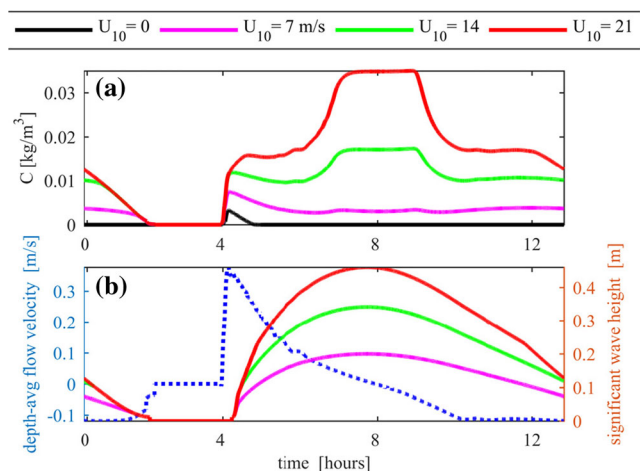 U10= 0 U10= 7 m/s U10= 14 U10= 21
(a)
C [kg/m3]
0.03
0.02
0.01
0
0 4 8 12
(b)
depth-avg flow velocity [m/s]
0.3
0.2
0.1
0
-0.1
significant wave height [m]
0.4
0.3
0.2
0.1
0
0 4 8 12
time [hours]